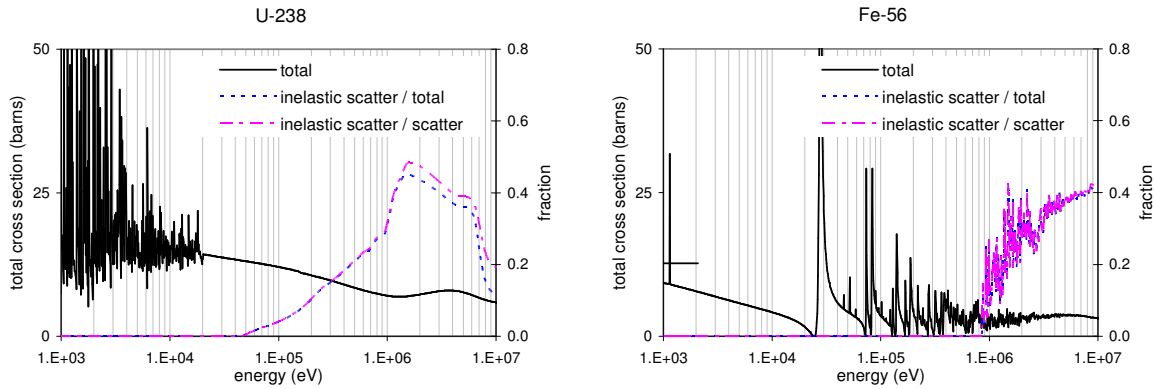 U-238
50
25
0
total cross section (barns)
0.8
0.6
0.4
0.2
0.0
fraction
total
inelastic scatter / total
inelastic scatter / scatter
1.E+03
1.E+04
1.E+05
1.E+06
1.E+07
energy (eV)
Fe-56
50
25
0
total cross section (barns)
0.8
0.6
0.4
0.2
0.0
fraction
total
inelastic scatter / total
inelastic scatter / scatter
1.E+03
1.E+04
1.E+05
1.E+06
1.E+07
energy (eV)